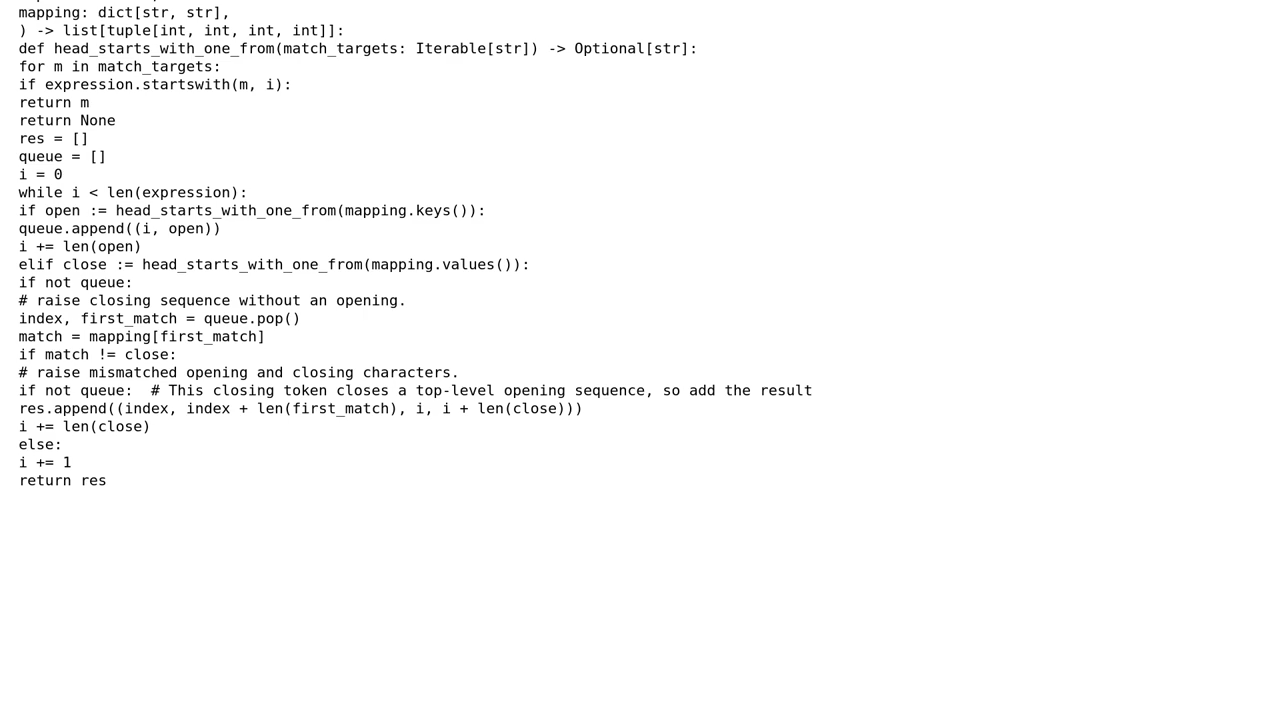 mapping: dict[str, str],
) -> list[tuple[int, int, int, int]]:
def head_starts_with_one_from(match_targets: Iterable[str]) -> Optional[str]:
for m in match_targets:
if expression.startswith(m, i):
return m
return None
res = []
queue = []
i = 0
while i < len(expression):
if open := head_starts_with_one_from(mapping.keys()):
queue.append((i, open))
i += len(open)
elif close := head_starts_with_one_from(mapping.values()):
if not queue:
# raise closing sequence without an opening.
index, first_match = queue.pop()
match = mapping[first_match]
if match != close:
# raise mismatched opening and closing characters.
if not queue:  # This closing token closes a top-level opening sequence, so add the result
res.append((index, index + len(first_match), i, i + len(close)))
i += len(close)
else:
i += 1
return res